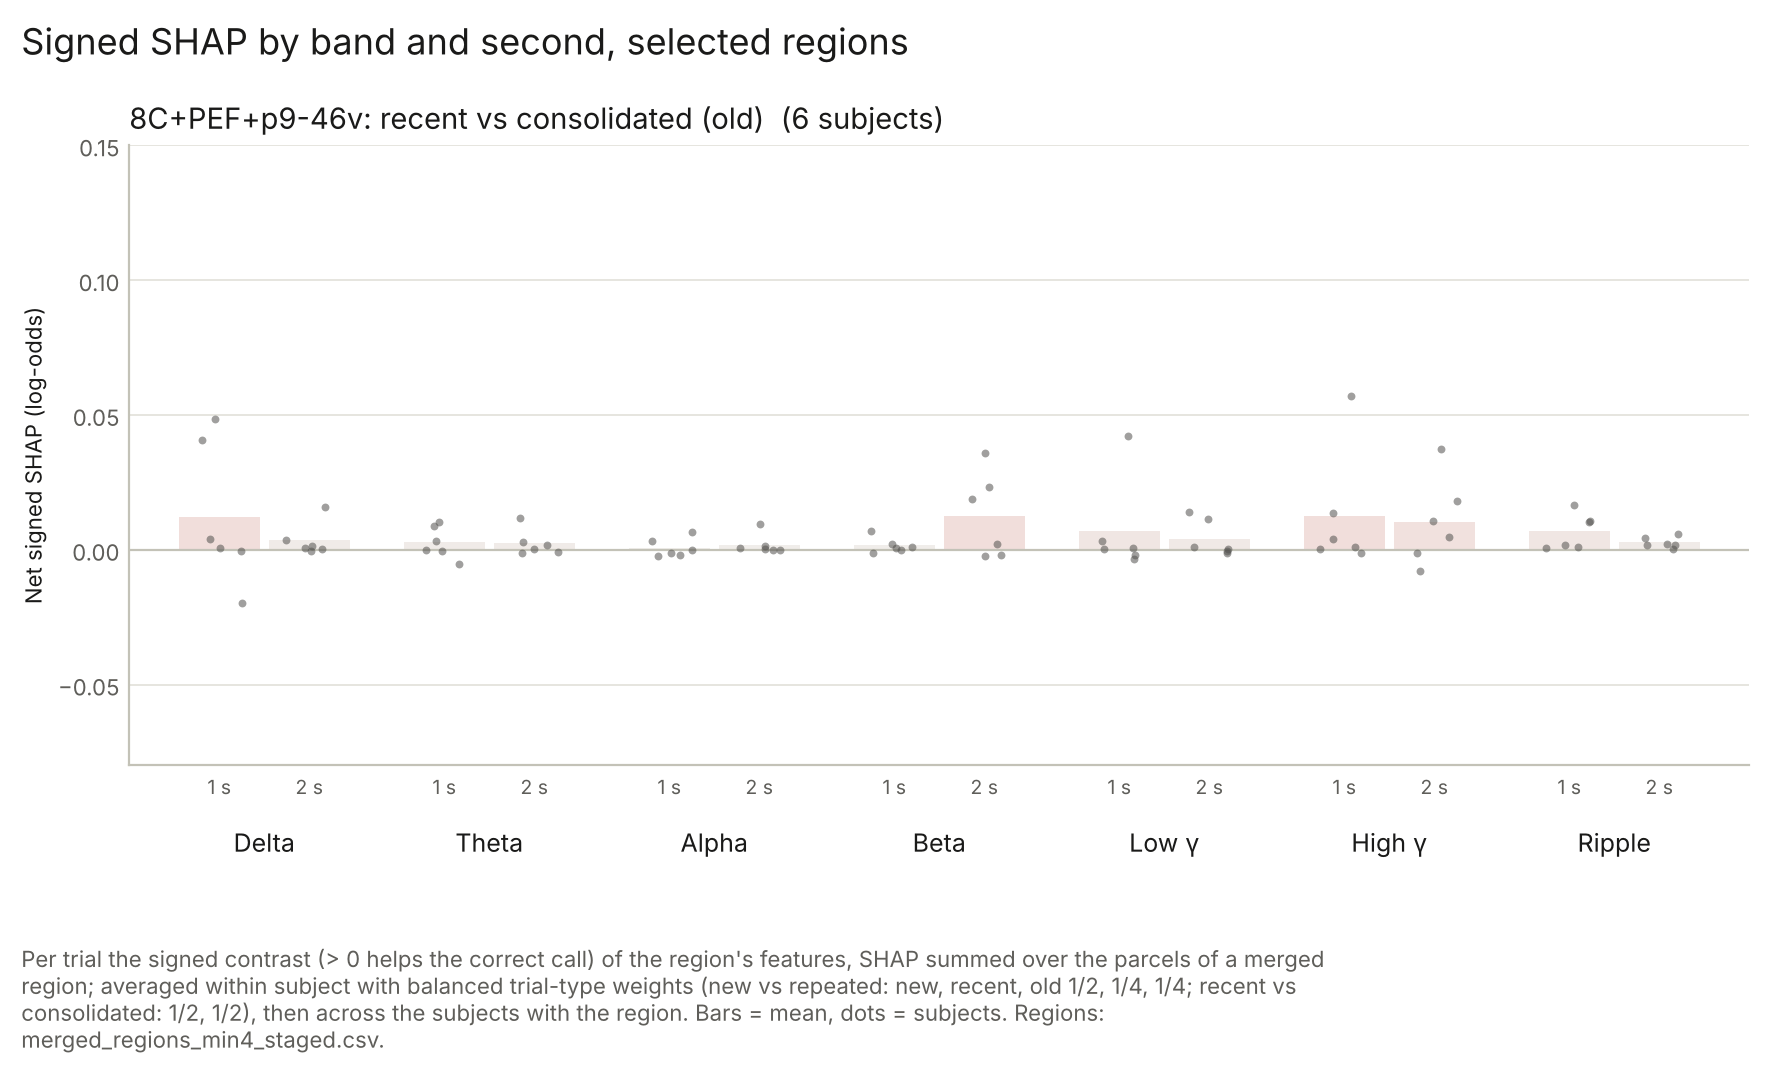 Signed SHAP by band and second, selected regions
8C+PEF+p9-46v: recent vs consolidated (old)  (6 subjects)
0.15
0.10
0.05
0.00
−0.05
Net signed SHAP (log-odds)
1 s 2 s 1 s 2 s 1 s 2 s 1 s 2 s 1 s 2 s 1 s 2 s 1 s 2 s
Delta Theta Alpha Beta Low γ High γ Ripple
Per trial the signed contrast (> 0 helps the correct call) of the region's features, SHAP summed over the parcels of a merged
region; averaged within subject with balanced trial-type weights (new vs repeated: new, recent, old 1/2, 1/4, 1/4; recent vs
consolidated: 1/2, 1/2), then across the subjects with the region. Bars = mean, dots = subjects. Regions:
merged_regions_min4_staged.csv.